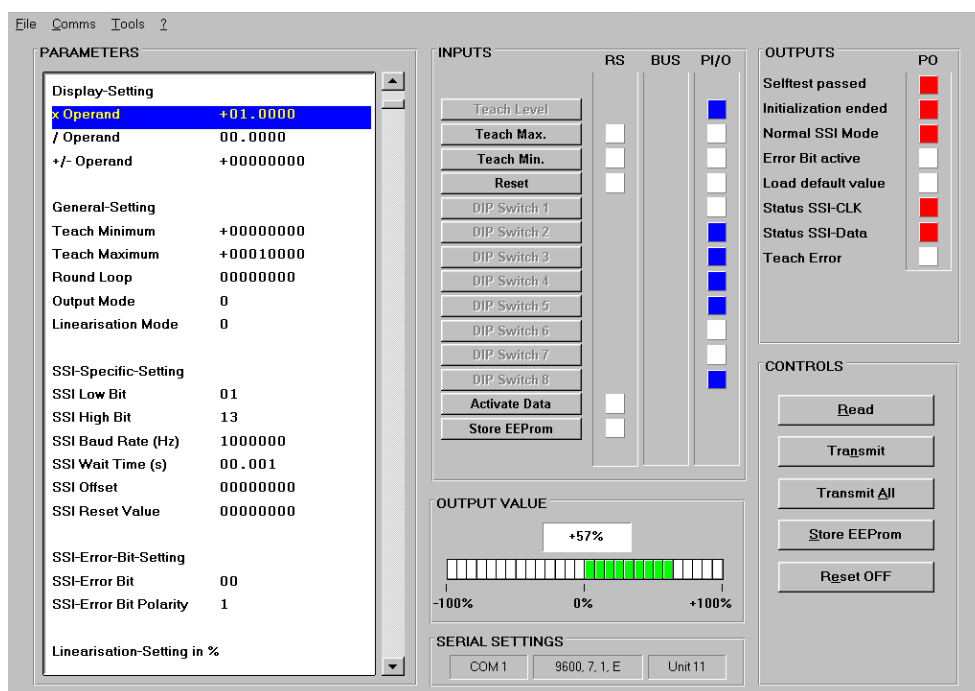 File Comms Tools ?
PARAMETERS
Display-Setting
x Operand +01.0000
/ Operand 00.0000
+/- Operand +00000000
General-Setting
Teach Minimum +00000000
Teach Maximum +00010000
Round Loop 00000000
Output Mode 0
Linearisation Mode 0
SSI-Specific-Setting
SSI Low Bit 01
SSI High Bit 13
SSI Baud Rate (Hz) 1000000
SSI Wait Time (s) 00.001
SSI Offset 00000000
SSI Reset Value 00000000
SSI-Error-Bit-Setting
SSI-Error Bit 00
SSI-Error Bit Polarity 1
Linearisation-Setting in %
INPUTS
RS BUS PI/O
Teach Level
Teach Max.
Teach Min.
Reset
DIP Switch 1
DIP Switch 2
DIP Switch 3
DIP Switch 4
DIP Switch 5
DIP Switch 6
DIP Switch 7
DIP Switch 8
Activate Data
Store EEProm
OUTPUT VALUE
+57%
-100% 0% +100%
SERIAL SETTINGS
COM 1 9600, 7, 1, E Unit 11
OUTPUTS
PO
Selftest passed
Initialization ended
Normal SSI Mode
Error Bit active
Load default value
Status SSI-CLK
Status SSI-Data
Teach Error
CONTROLS
Read
Transmit
Transmit All
Store EEProm
Reset OFF